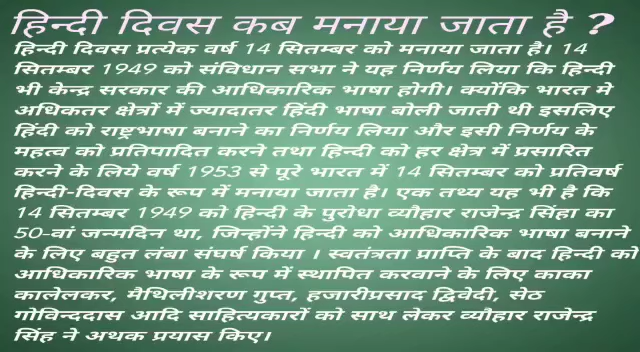 हिन्दी दिवस कब मनाया जाता है ?
हिन्दी दिवस प्रत्येक वर्ष 14 सितम्बर को मनाया जाता है। 14
सितम्बर 1949 को संविधान सभा ने यह निर्णय लिया कि हिन्दी
भी केन्द्र सरकार की आधिकारिक भाषा होगी। क्योंकि भारत मे
अधिकतर क्षेत्रों में ज्यादातर हिंदी भाषा बोली जाती थी इसलिए
हिंदी को राष्ट्रभाषा बनाने का निर्णय लिया और इसी निर्णय के
महत्व को प्रतिपादित करने तथा हिन्दी को हर क्षेत्र में प्रसारित
करने के लिये वर्ष 1953 से पूरे भारत में 14 सितम्बर को प्रतिवर्ष
हिन्दी-दिवस के रूप में मनाया जाता है। एक तथ्य यह भी है कि
14 सितम्बर 1949 को हिन्दी के पुरोधा व्यौहार राजेन्द्र सिंहा का
50-वां जन्मदिन था, जिन्होंने हिन्दी को आधिकारिक भाषा बनाने
के लिए बहुत लंबा संघर्ष किया । स्वतंत्रता प्राप्ति के बाद हिन्दी को
आधिकारिक भाषा के रूप में स्थापित करवाने के लिए काका
कालेलकर, मैथिलीशरण गुप्त, हजारीप्रसाद द्विवेदी, सेठ
गोविन्ददास आदि साहित्यकारों को साथ लेकर व्यौहार राजेन्द्र
सिंह ने अथक प्रयास किए।